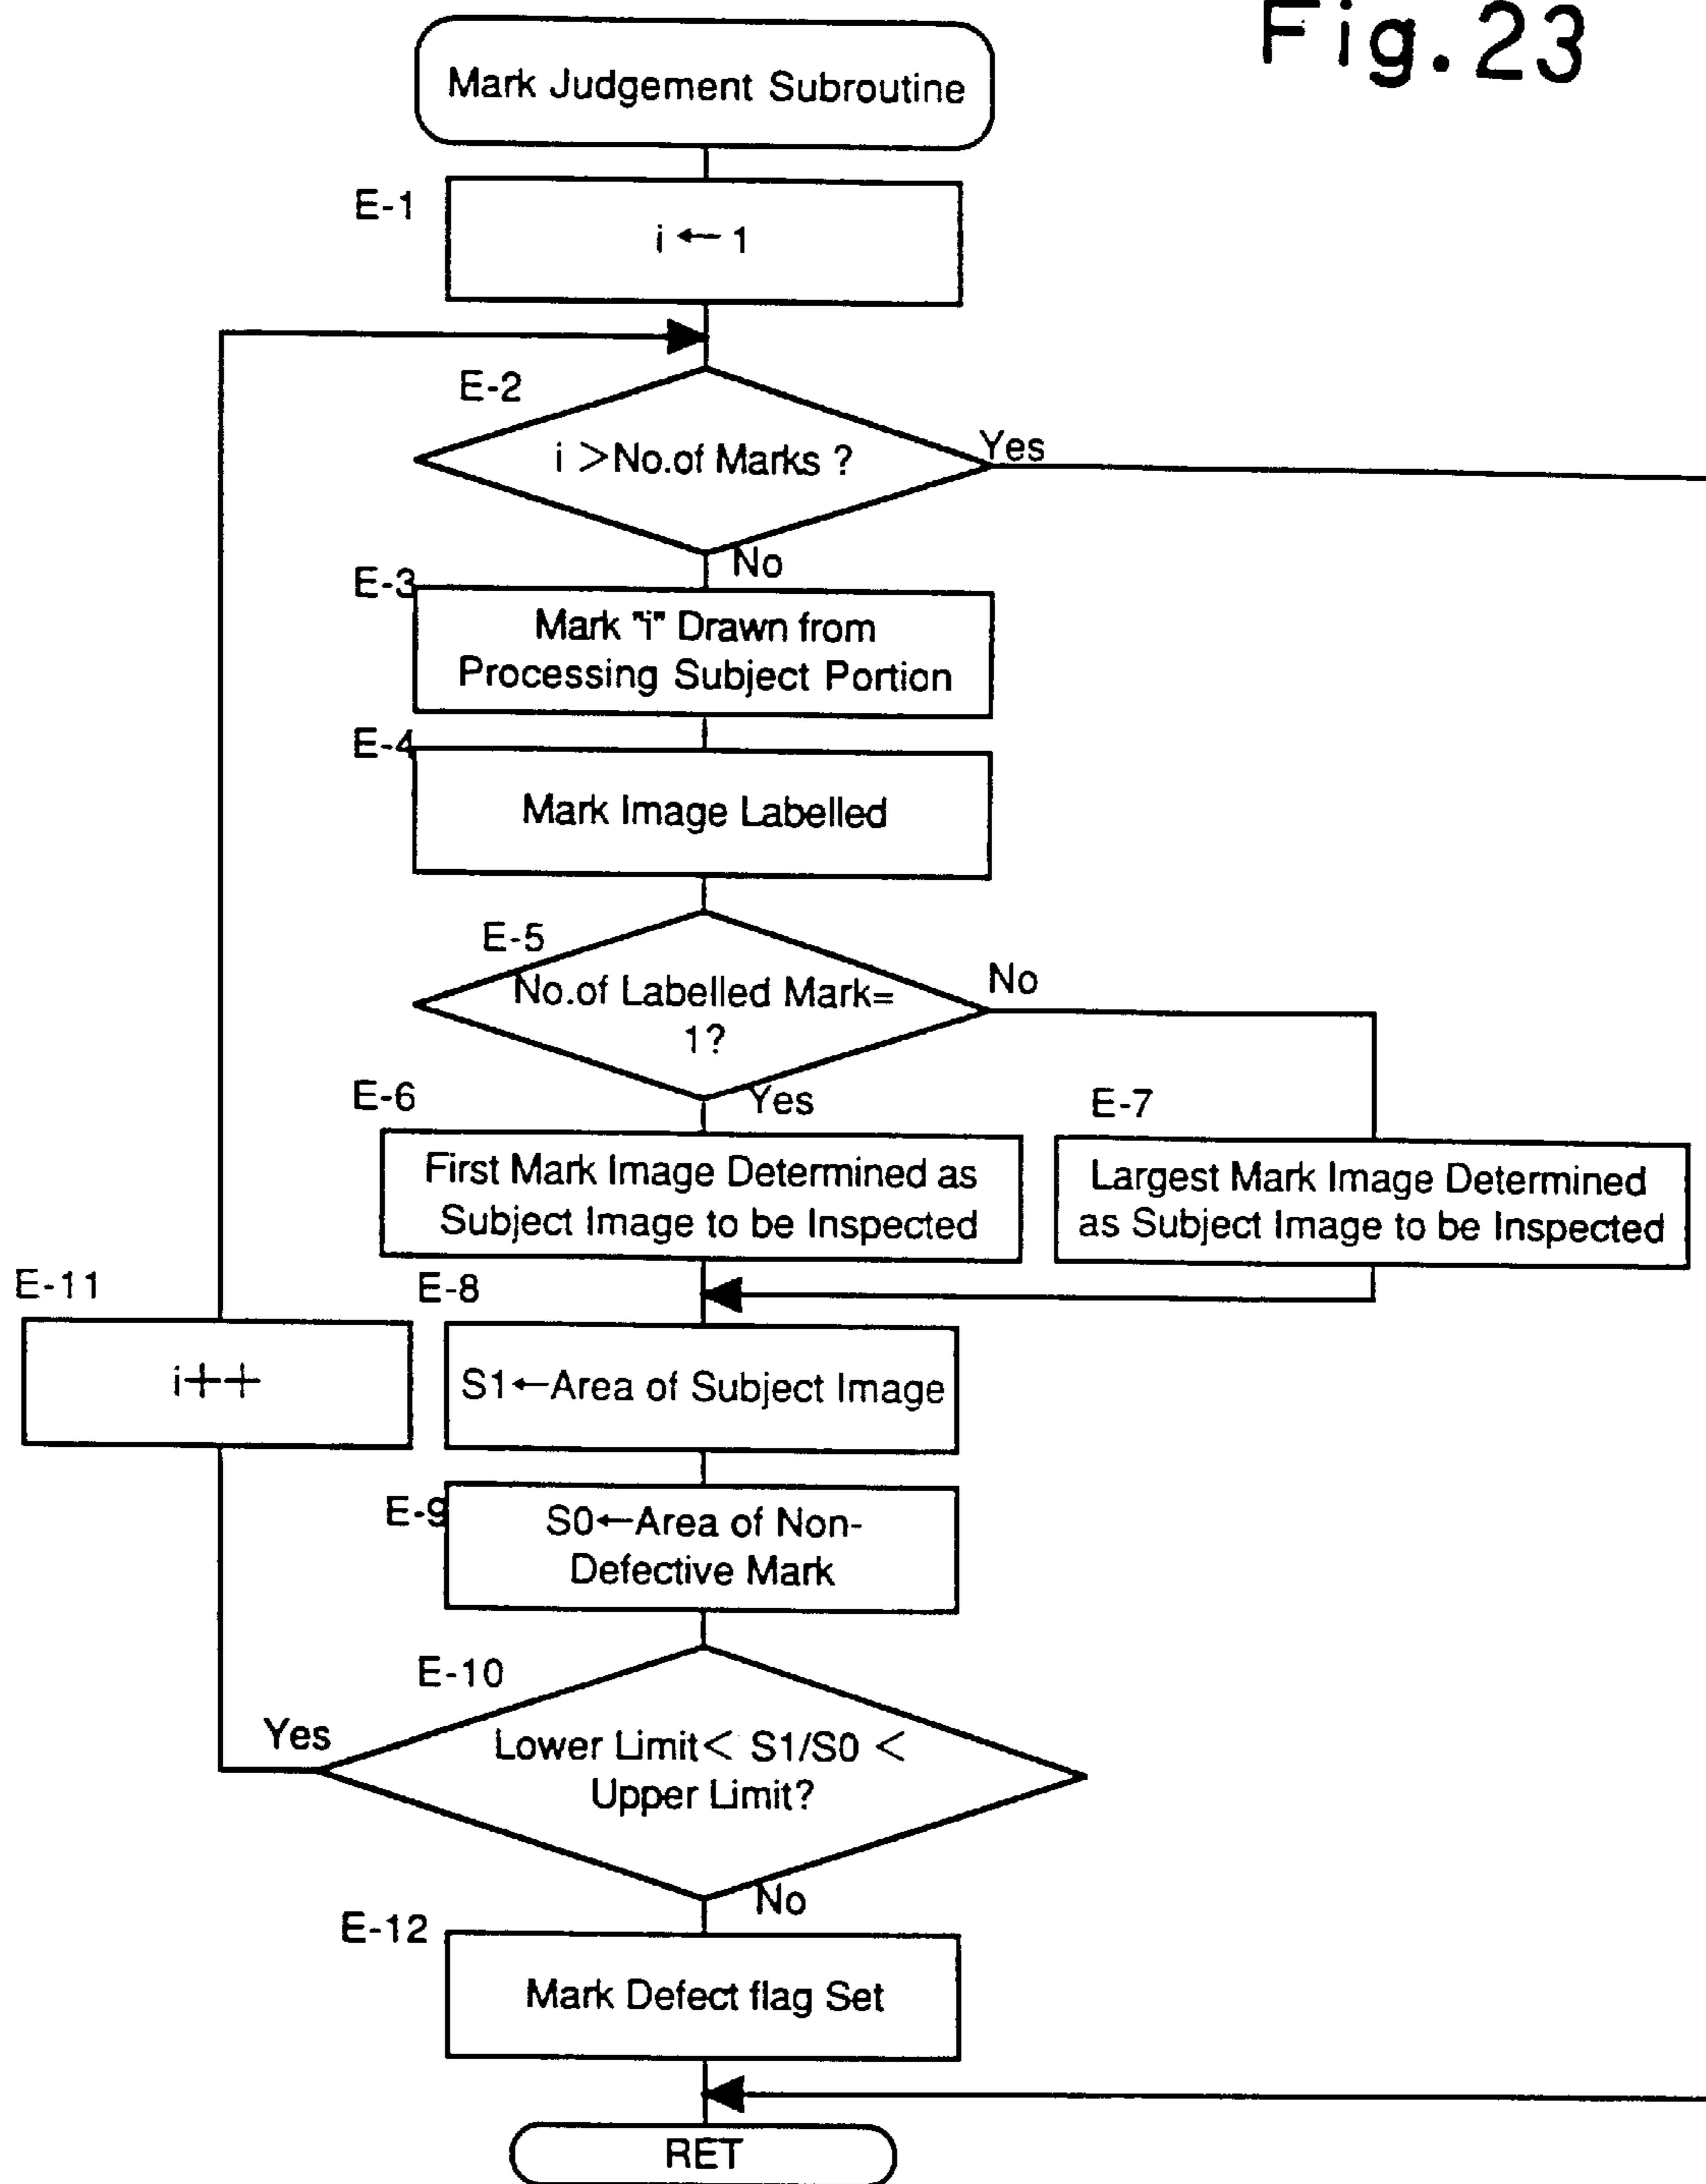 Fig.23
Mark Judgement Subroutine
E-1
i ← 1
E-2
i >No.of Marks ?
Yes
No
E-3
Mark "i" Drawn from
Processing Subject Portion
E-4
Mark Image Labelled
E-5
No.of Labelled Mark=
1?
No
Yes
E-6
First Mark Image Determined as
Subject Image to be Inspected
E-7
Largest Mark Image Determined
as Subject Image to be Inspected
E-8
S1←Area of Subject Image
E-11
i++
E-9
S0←Area of Non-
Defective Mark
E-10
Lower Limit< S1/S0 <
Upper Limit?
Yes
No
E-12
Mark Defect flag Set
RET